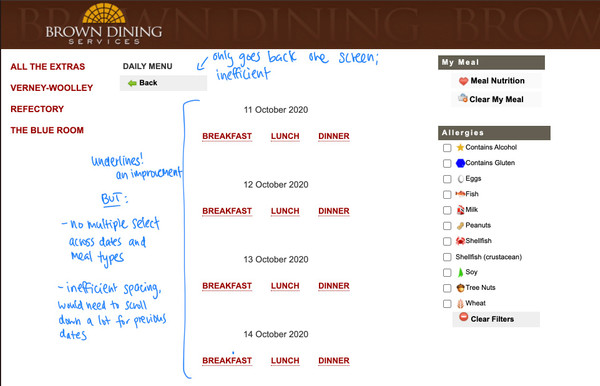 BROWN DINING BROWN DINING BROWN
BROWN DINING
SERVICES
ALL THE EXTRAS
VERNEY-WOOLLEY
REFECTORY
THE BLUE ROOM
DAILY MENU
Back
only goes back one screen;
inefficient
11 October 2020
BREAKFAST LUNCH DINNER
12 October 2020
BREAKFAST LUNCH DINNER
13 October 2020
BREAKFAST LUNCH DINNER
14 October 2020
BREAKFAST LUNCH DINNER
underlines!
an improvement
BUT:
- no multiple select
across dates and
meal types
- inefficient spacing,
would need to scroll
down a lot for previous
dates
My Meal
Meal Nutrition
Clear My Meal
Allergies
Contains Alcohol
Contains Gluten
Eggs
Fish
Milk
Peanuts
Shellfish
Shellfish (crustacean)
Soy
Tree Nuts
Wheat
Clear Filters